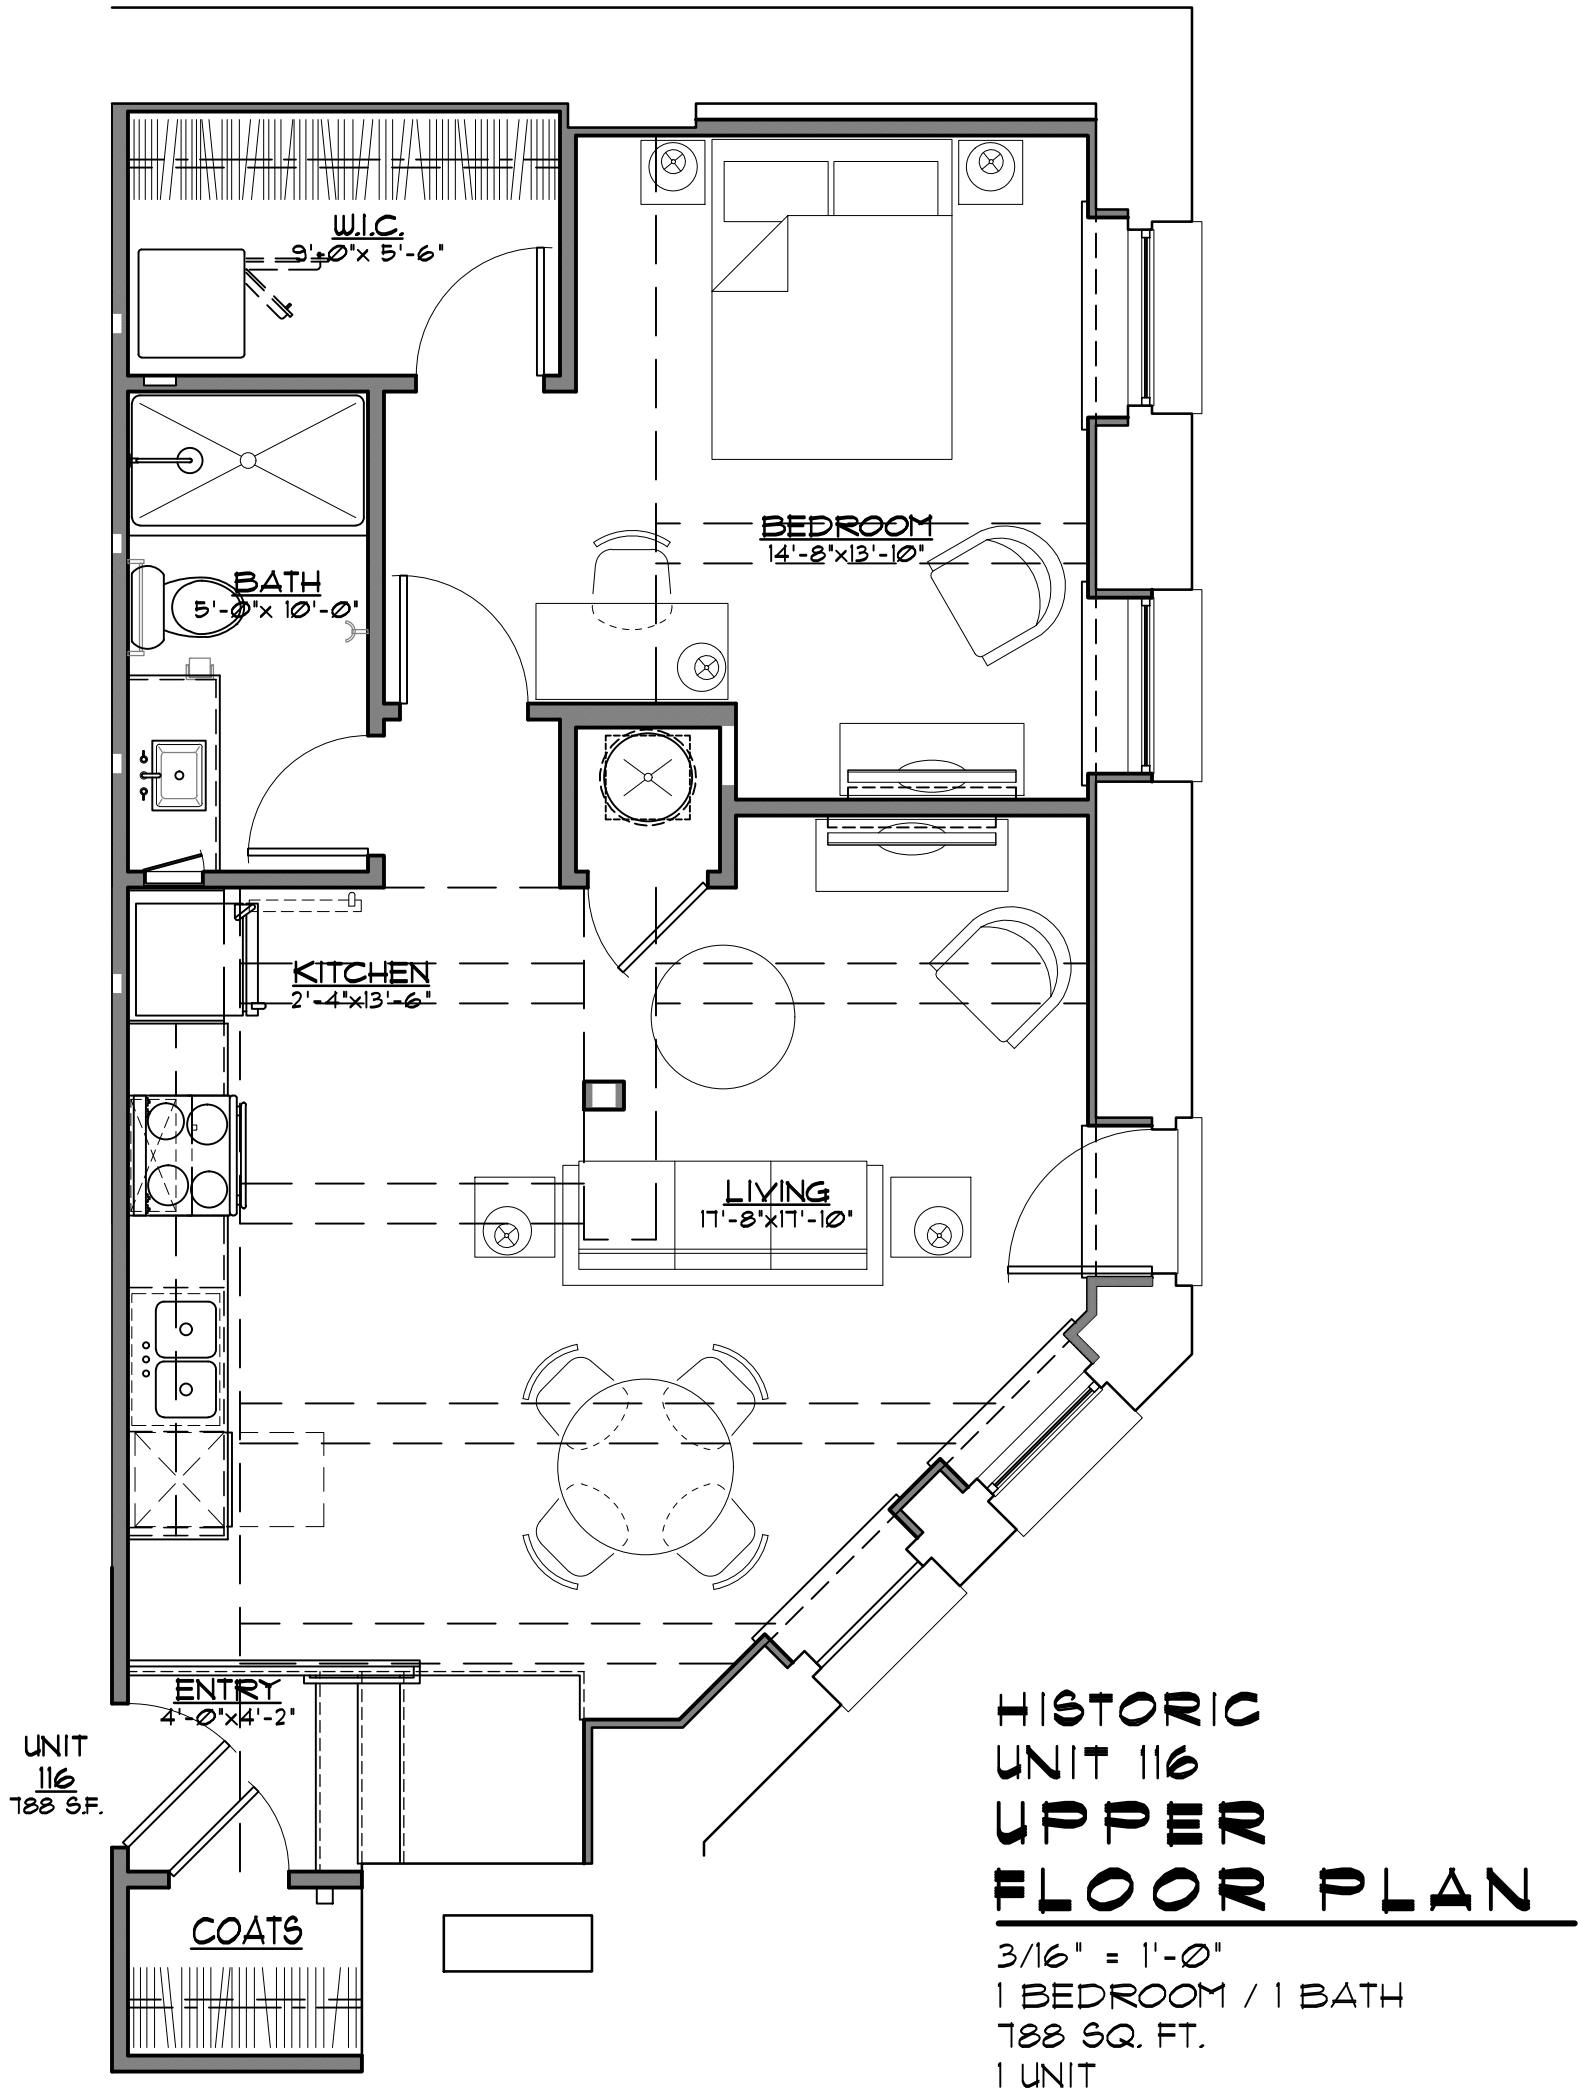 W.I.C.
9'-0"x 5'-6"
BEDROOM
14'-8"x13'-10"
BATH
5'-0"x 10'-0"
KITCHEN
2'-4"x13'-6"
LIVING
17'-8"x17'-10"
ENTRY
4'-0"x4'-2"
UNIT
116
788 S.F.
COATS
HISTORIC
UNIT 116
UPPER
FLOOR PLAN
3/16" = 1'-0"
1 BEDROOM / 1 BATH
788 SQ. FT.
1 UNIT